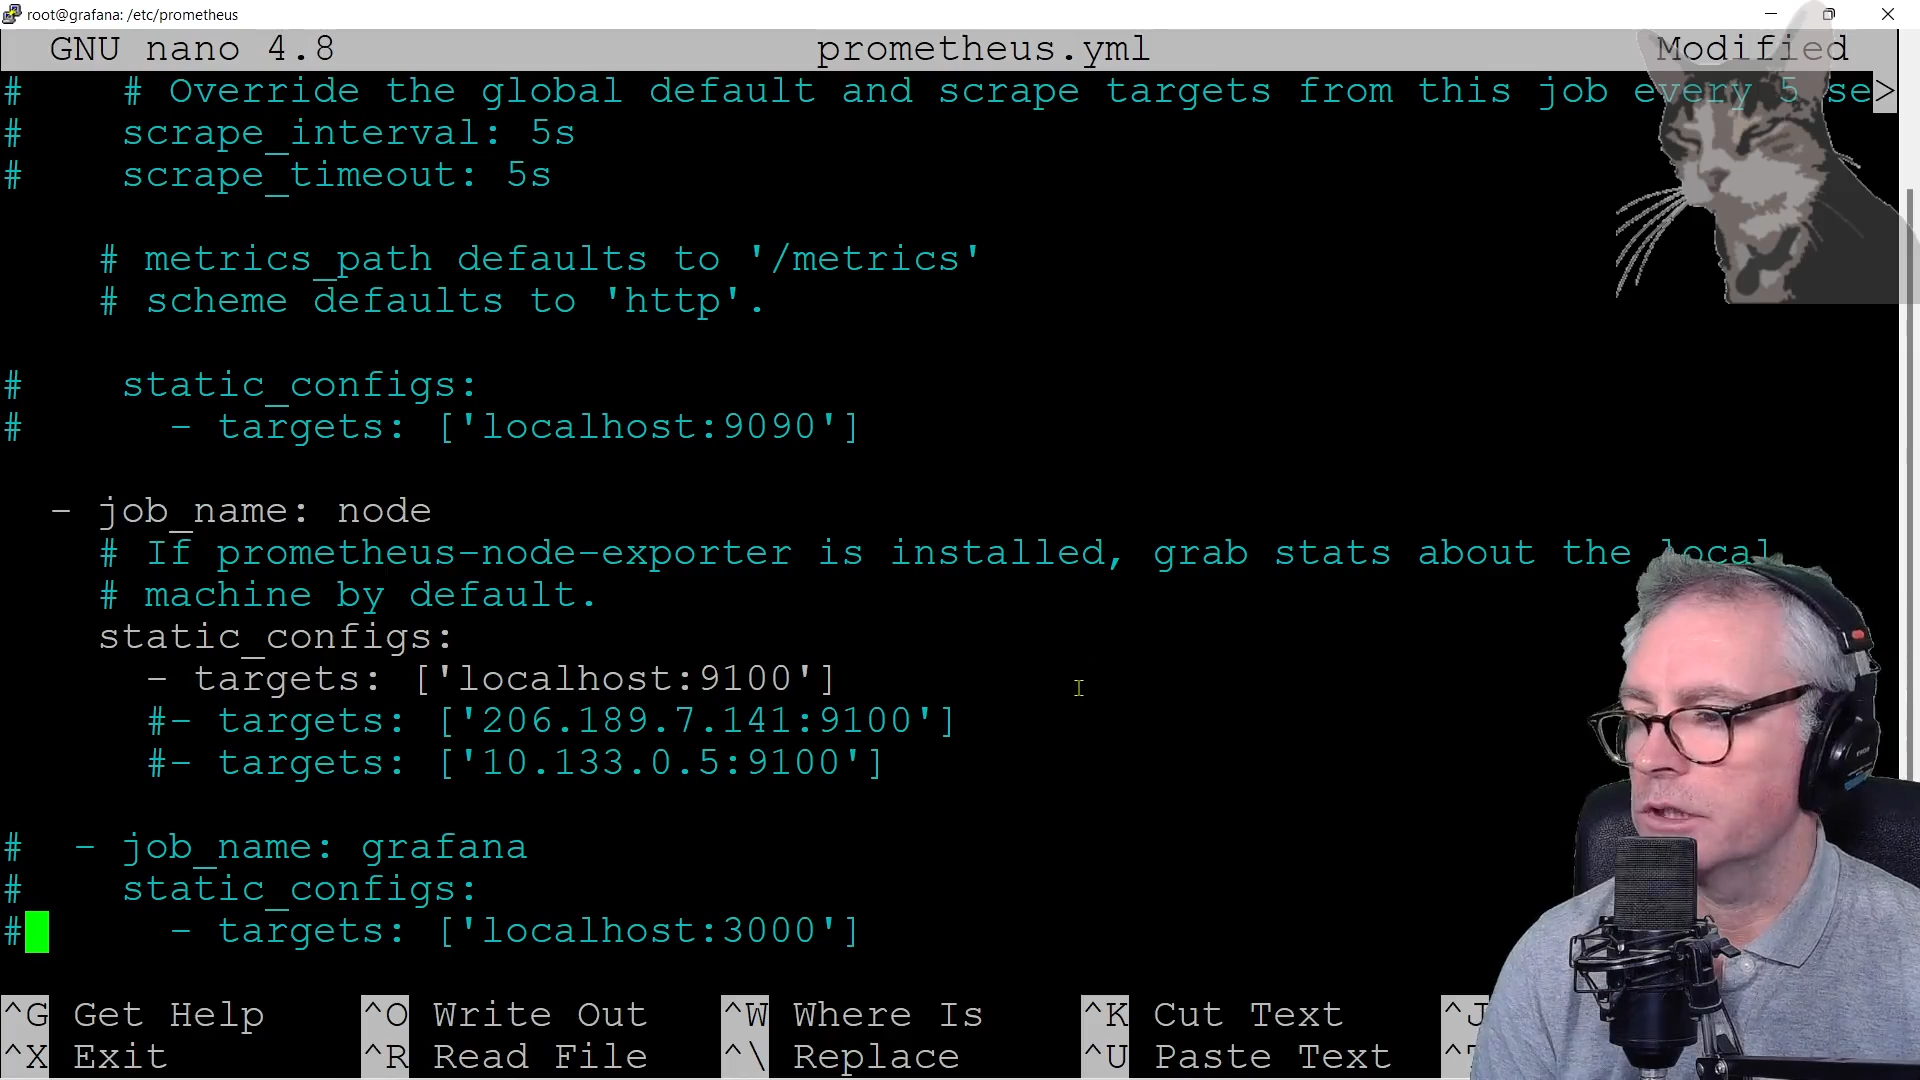 root@grafana: /etc/prometheus
GNU nano 4.8 prometheus.yml Modified
# # Override the global default and scrape targets from this job every 5 se>
# scrape_interval: 5s
# scrape_timeout: 5s
# metrics_path defaults to '/metrics'
# scheme defaults to 'http'.
# static_configs:
# - targets: ['localhost:9090']
- job_name: node
# If prometheus-node-exporter is installed, grab stats about the local
# machine by default.
static_configs:
- targets: ['localhost:9100']
#- targets: ['206.189.7.141:9100']
#- targets: ['10.133.0.5:9100']
# - job_name: grafana
# static_configs:
# - targets: ['localhost:3000']
^G Get Help ^O Write Out ^W Where Is ^K Cut Text ^J
^X Exit ^R Read File ^\ Replace ^U Paste Text